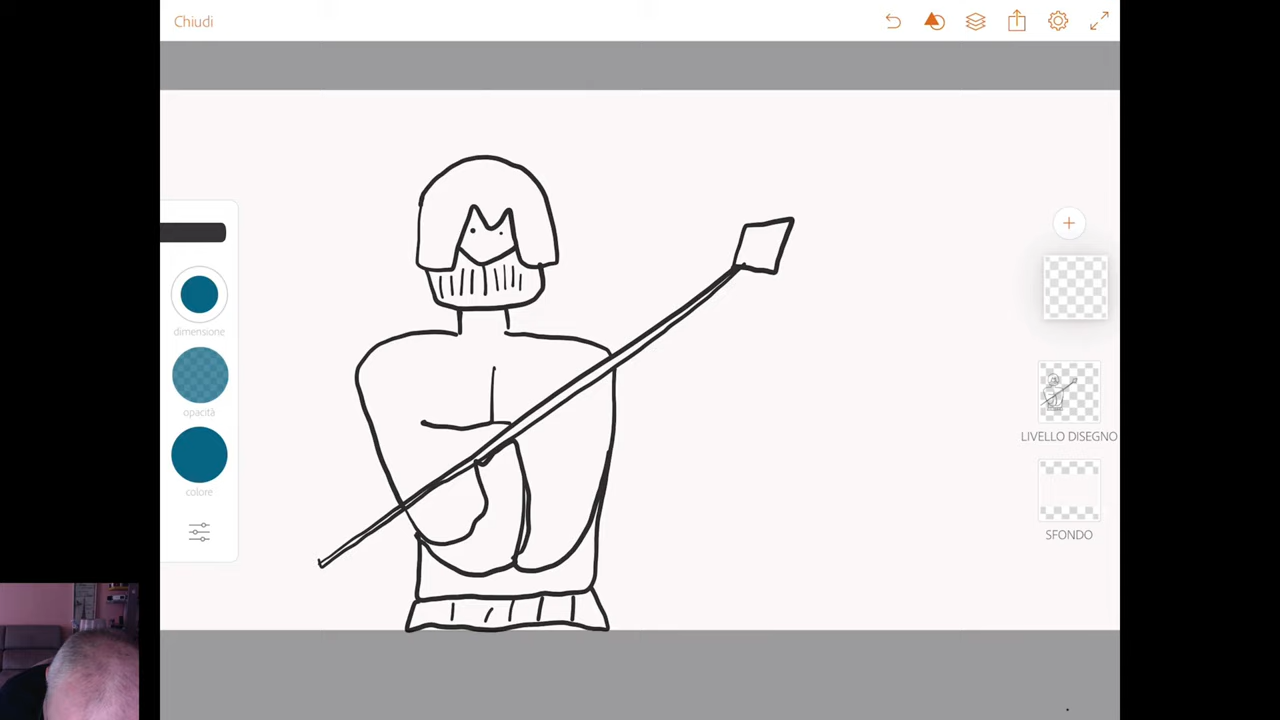 Chiudi
dimensione
opacità
colore
LIVELLO DISEGNO
SFONDO